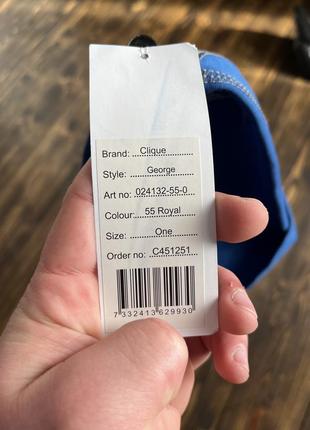 Brand: Clique
Style: George
Art no: 024132-55-0
Colour: 55 Royal
Size: One
Order no: C451251
7 332413 629930